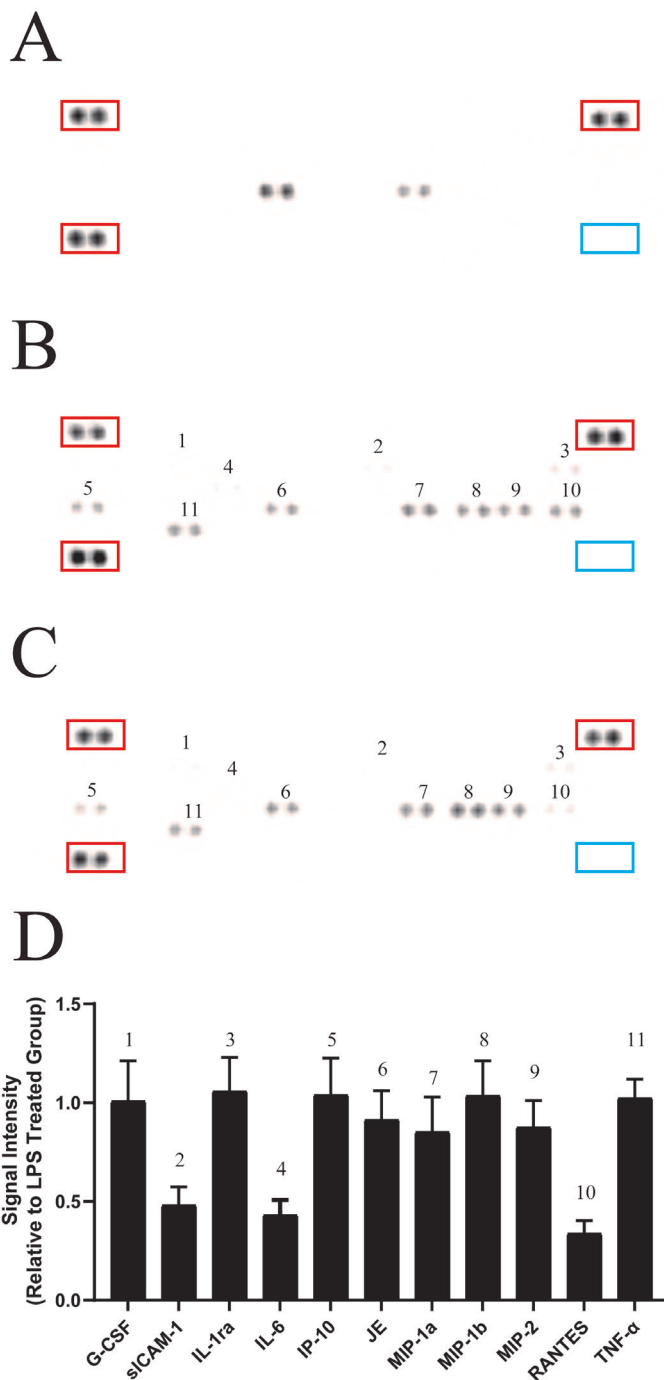 A
B
1
2
3
4
5
6
7
8
9
10
11
C
1
2
3
4
5
6
7
8
9
10
11
D
Signal Intensity
(Relative to LPS Treated Group)
1.5
1.0
0.5
0.0
1
2
3
4
5
6
7
8
9
10
11
G-CSF
sICAM-1
IL-1ra
IL-6
IP-10
JE
MIP-1a
MIP-1b
MIP-2
RANTES
TNF-α